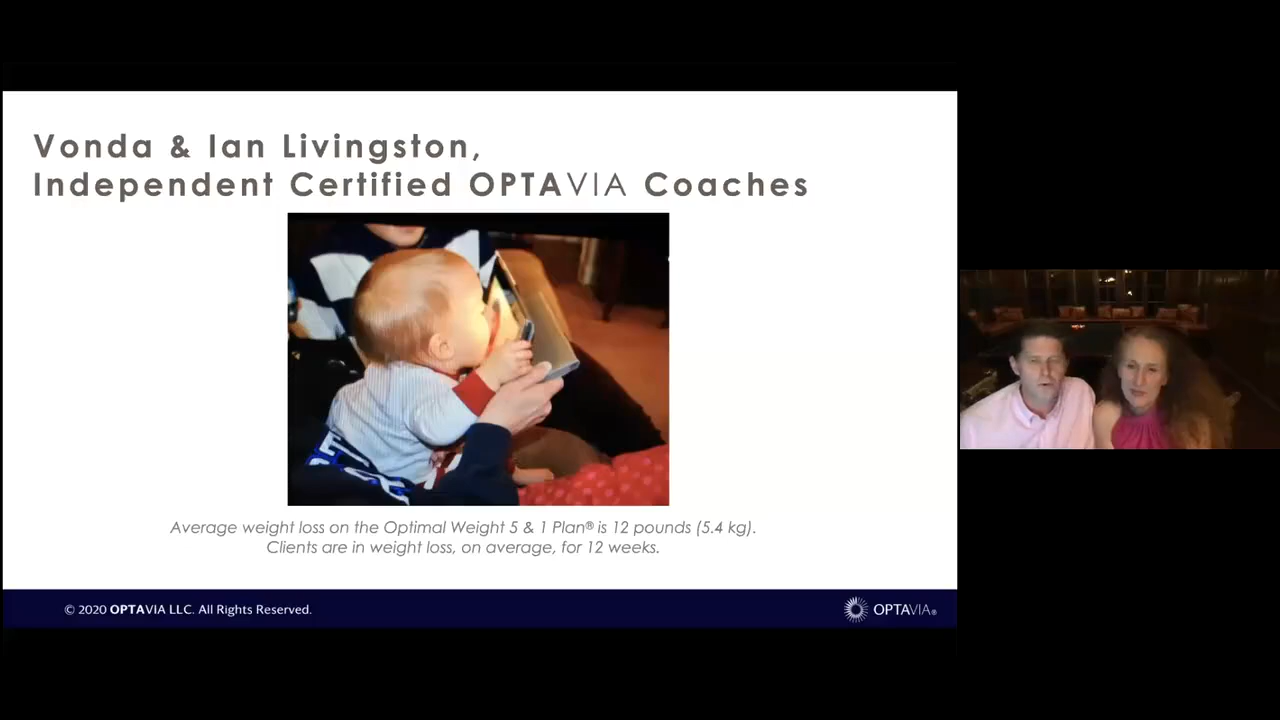 Vonda & Ian Livingston,
Independent Certified OPTAVIA Coaches
Average weight loss on the Optimal Weight 5 & 1 Plan® is 12 pounds (5.4 kg).
Clients are in weight loss, on average, for 12 weeks.
© 2020 OPTAVIA LLC. All Rights Reserved.
OPTAVIA®